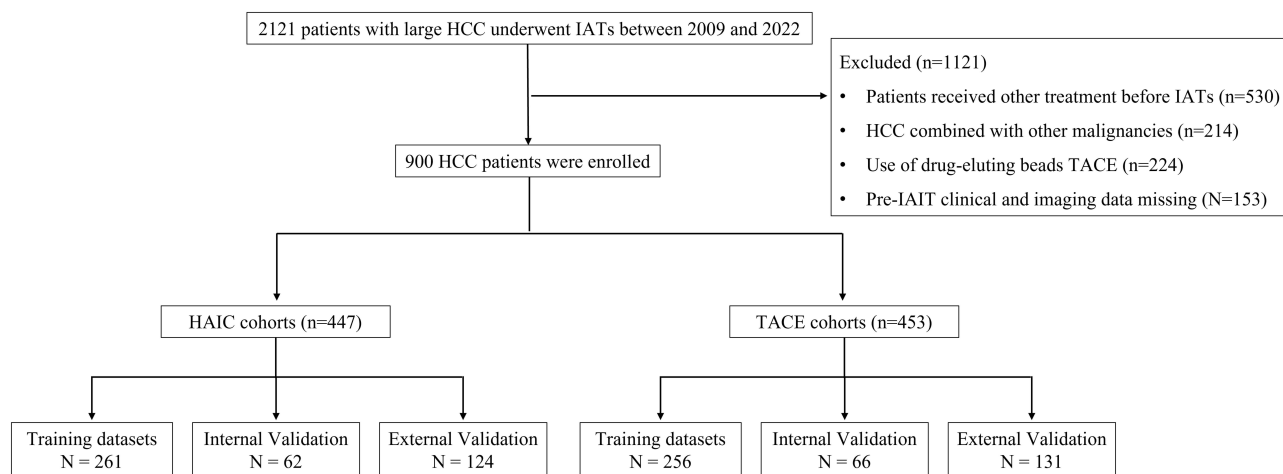 2121 patients with large HCC underwent IATs between 2009 and 2022
Excluded (n=1121)
• Patients received other treatment before IATs (n=530)
• HCC combined with other malignancies (n=214)
• Use of drug-eluting beads TACE (n=224)
• Pre-IAIT clinical and imaging data missing (N=153)
900 HCC patients were enrolled
HAIC cohorts (n=447)
TACE cohorts (n=453)
Training datasets
N = 261
Internal Validation
N = 62
External Validation
N = 124
Training datasets
N = 256
Internal Validation
N = 66
External Validation
N = 131